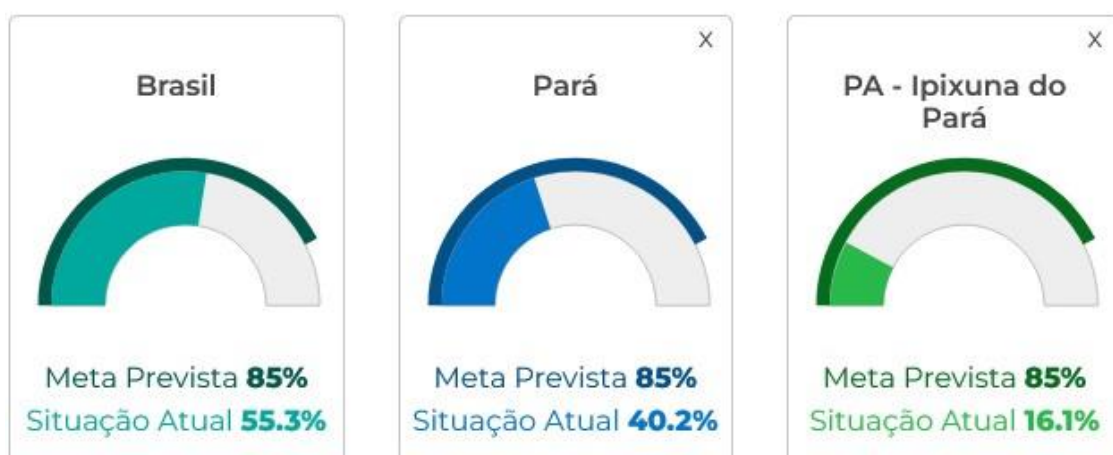 Brasil
Meta Prevista 85%
Situação Atual 55.3%
X
Pará
Meta Prevista 85%
Situação Atual 40.2%
X
PA - Ipixuna do
Pará
Meta Prevista 85%
Situação Atual 16.1%